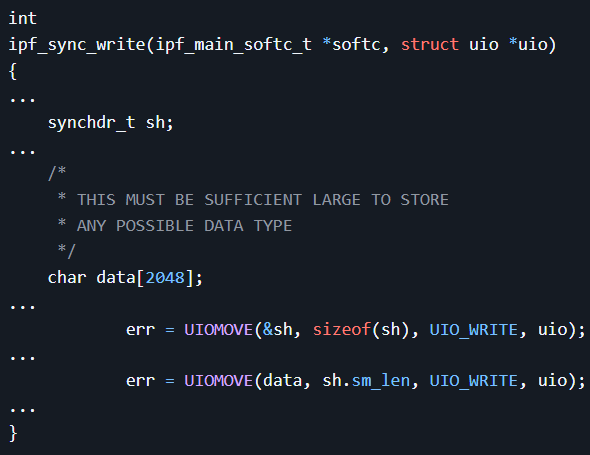 int
ipf_sync_write(ipf_main_softc_t *softc, struct uio *uio)
{
...
    synchdr_t sh;
...
    /*
     * THIS MUST BE SUFFICIENT LARGE TO STORE
     * ANY POSSIBLE DATA TYPE
     */
    char data[2048];
...
            err = UIOMOVE(&sh, sizeof(sh), UIO_WRITE, uio);
...
            err = UIOMOVE(data, sh.sm_len, UIO_WRITE, uio);
...
}